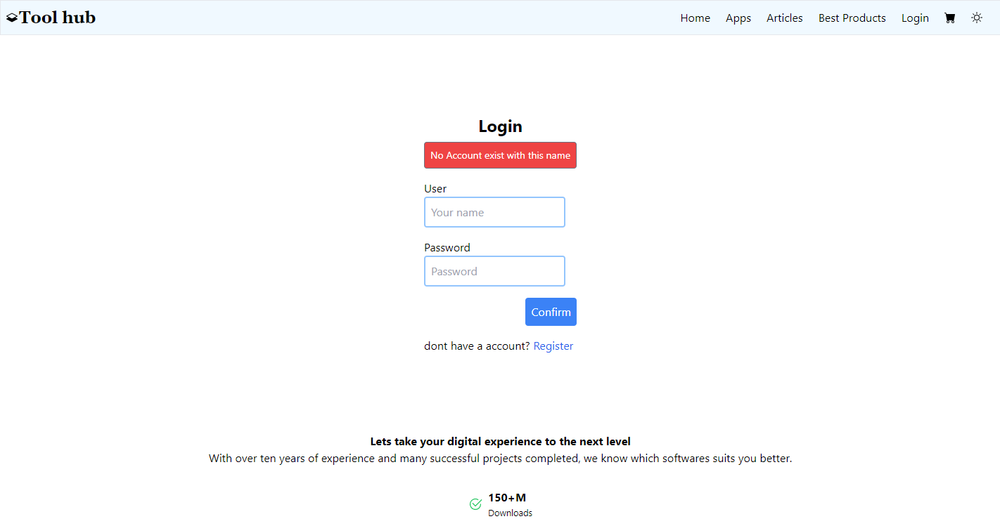 Tool hub
Home Apps Articles Best Products Login
Login
No Account exist with this name
User
Your name
Password
Password
Confirm
dont have a account? Register
Lets take your digital experience to the next level
With over ten years of experience and many successful projects completed, we know which softwares suits you better.
150+M
Downloads